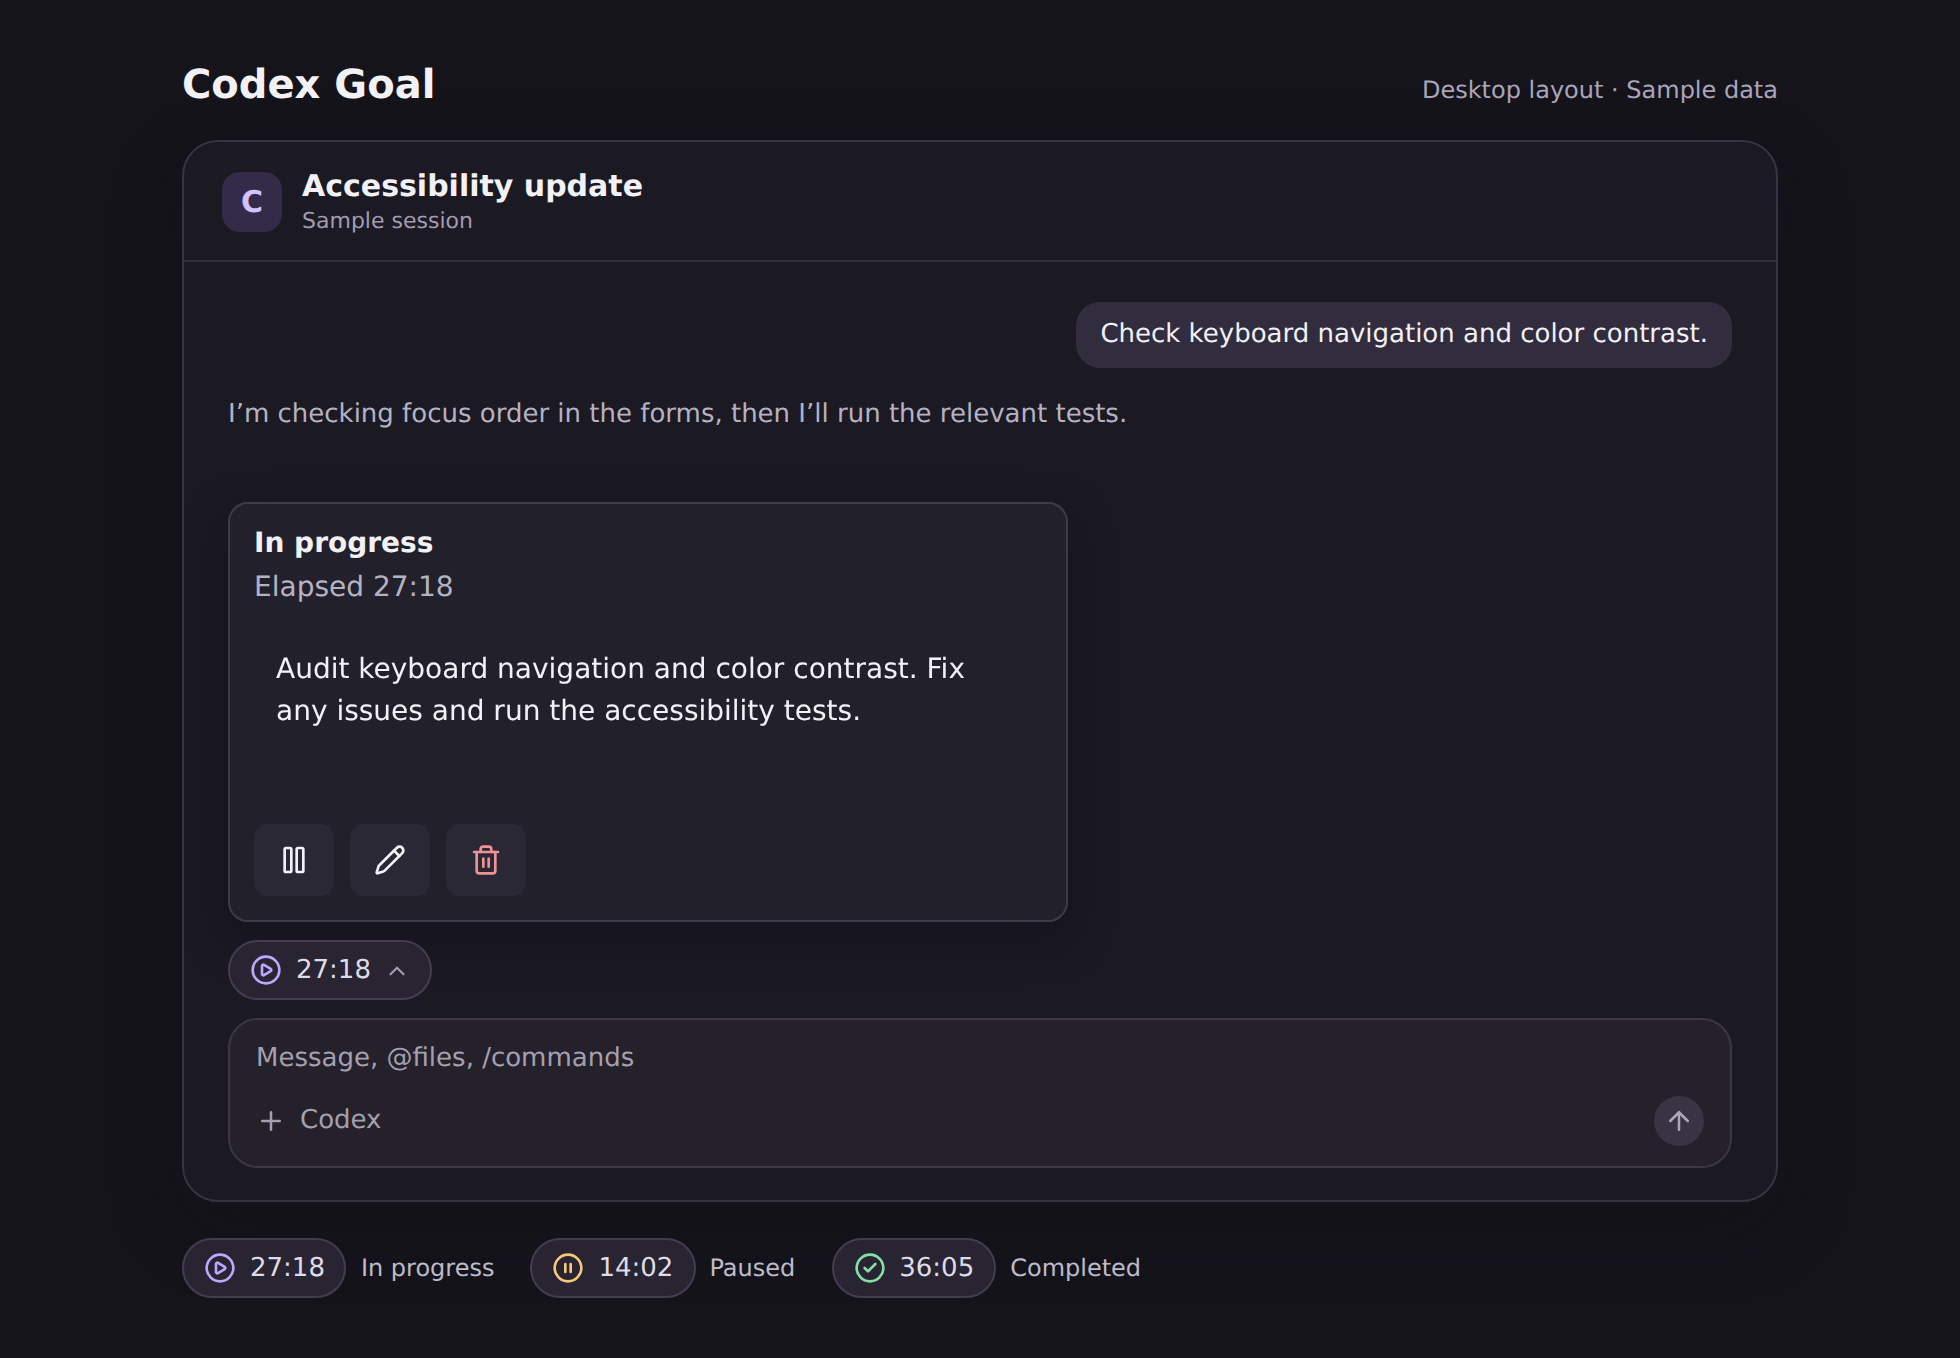 Codex Goal
Desktop layout · Sample data
C
Accessibility update
Sample session
Check keyboard navigation and color contrast.
I’m checking focus order in the forms, then I’ll run the relevant tests.
In progress
Elapsed 27:18
Audit keyboard navigation and color contrast. Fix
any issues and run the accessibility tests.
27:18
Message, @files, /commands
Codex
27:18 In progress 14:02 Paused 36:05 Completed